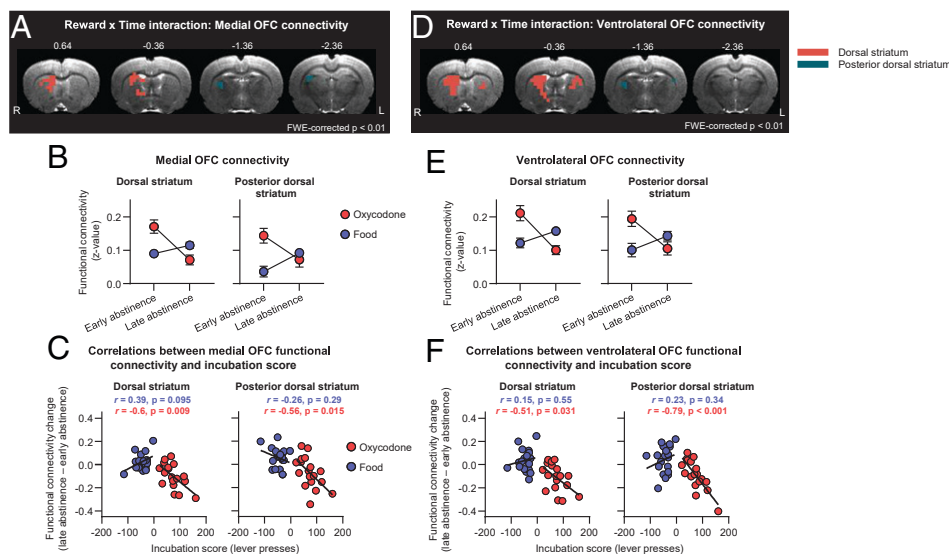 A
Reward x Time interaction: Medial OFC connectivity
0.64
-0.36
-1.36
-2.36
R
L
FWE-corrected p < 0.01
D
Reward x Time interaction: Ventrolateral OFC connectivity
0.64
-0.36
-1.36
-2.36
R
L
FWE-corrected p < 0.01
Dorsal striatum
Posterior dorsal striatum
B
Medial OFC connectivity
Dorsal striatum
Posterior dorsal
striatum
Functional connectivity
(z-value)
0.2
0.1
0.0
Early abstinence
Late abstinence
Early abstinence
Late abstinence
Oxycodone
Food
E
Ventrolateral OFC connectivity
Dorsal striatum
Posterior dorsal
striatum
Functional connectivity
(z-value)
0.2
0.1
0.0
Early abstinence
Late abstinence
Early abstinence
Late abstinence
C
Correlations between medial OFC functional
connectivity and incubation score
Dorsal striatum
r = 0.39, p = 0.095
r = -0.6, p = 0.009
Posterior dorsal striatum
r = -0.26, p = 0.29
r = -0.56, p = 0.015
Functional connectivity change
(late abstinence – early abstinence)
0.4
0.2
0.0
-0.2
-0.4
-200 -100 0 100 200
-200 -100 0 100 200
Incubation score (lever presses)
Oxycodone
Food
F
Correlations between ventrolateral OFC functional
connectivity and incubation score
Dorsal striatum
r = 0.15, p = 0.55
r = -0.51, p = 0.031
Posterior dorsal striatum
r = 0.23, p = 0.34
r = -0.79, p < 0.001
Functional connectivity change
(late abstinence – early abstinence)
0.4
0.2
0.0
-0.2
-0.4
-200 -100 0 100 200
-200 -100 0 100 200
Incubation score (lever presses)